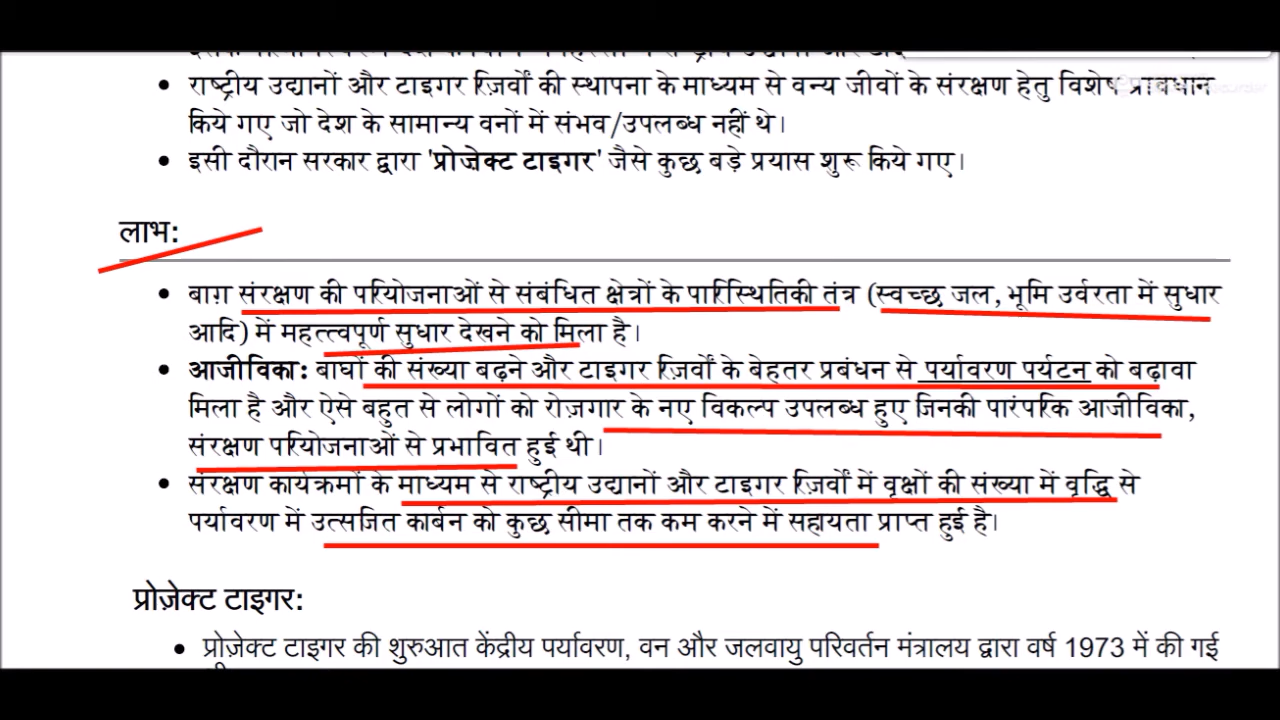 राष्ट्रीय उद्यानों और टाइगर रिज़र्वों की स्थापना के माध्यम से वन्य जीवों के संरक्षण हेतु विशेष प्रावधान
किये गए जो देश के सामान्य वनों में संभव/उपलब्ध नहीं थे।
इसी दौरान सरकार द्वारा 'प्रोजेक्ट टाइगर' जैसे कुछ बड़े प्रयास शुरू किये गए।
लाभ:
बाग़ संरक्षण की परियोजनाओं से संबंधित क्षेत्रों के पारिस्थितिकी तंत्र (स्वच्छ जल, भूमि उर्वरता में सुधार
आदि) में महत्त्वपूर्ण सुधार देखने को मिला है।
आजीविका: बाघों की संख्या बढ़ने और टाइगर रिज़र्वों के बेहतर प्रबंधन से पर्यावरण पर्यटन को बढ़ावा
मिला है और ऐसे बहुत से लोगों को रोज़गार के नए विकल्प उपलब्ध हुए जिनकी पारंपरिक आजीविका,
संरक्षण परियोजनाओं से प्रभावित हुई थी।
संरक्षण कार्यक्रमों के माध्यम से राष्ट्रीय उद्यानों और टाइगर रिज़र्वों में वृक्षों की संख्या में वृद्धि से
पर्यावरण में उत्सर्जित कार्बन को कुछ सीमा तक कम करने में सहायता प्राप्त हुई है।
प्रोज़ेक्ट टाइगर:
प्रोज़ेक्ट टाइगर की शुरुआत केंद्रीय पर्यावरण, वन और जलवायु परिवर्तन मंत्रालय द्वारा वर्ष 1973 में की गई